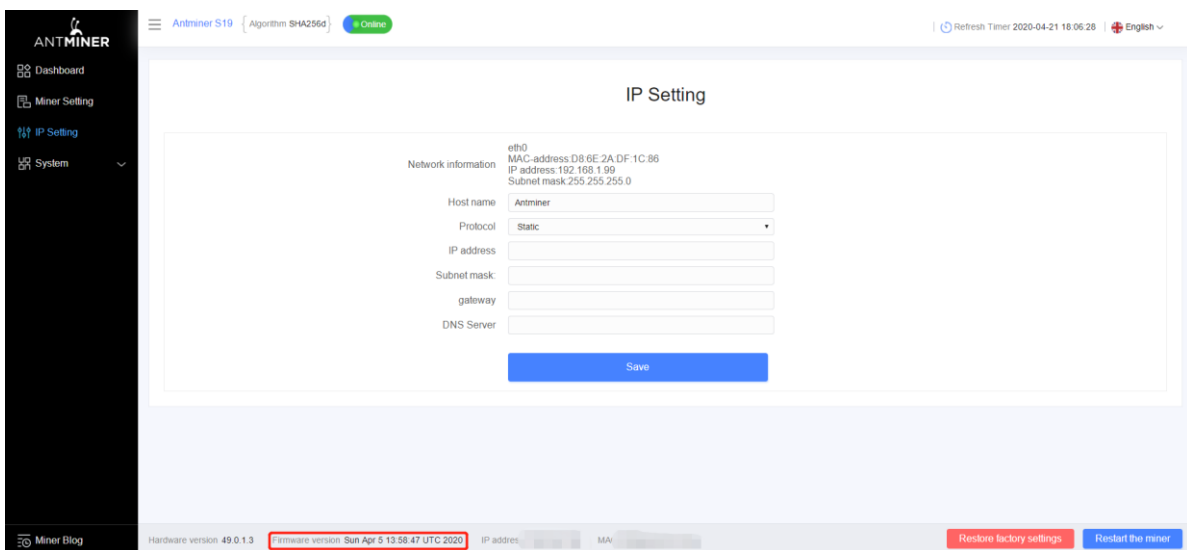 ANTMINER
Antminer S19 { Algorithm SHA256d } Online
Refresh Timer 2020-04-21 18:06:28 English
Dashboard
Miner Setting
IP Setting
System
IP Setting
Network information
eth0
MAC-address:D8:6E:2A:DF:1C:86
IP address:192.168.1.99
Subnet mask:255.255.255.0
Host name Antminer
Protocol Static
IP address
Subnet mask:
gateway
DNS Server
Save
Miner Blog
Hardware version 49.0.1.3 Firmware version Sun Apr 5 13:58:47 UTC 2020 IP addres MA
Restore factory settings Restart the miner